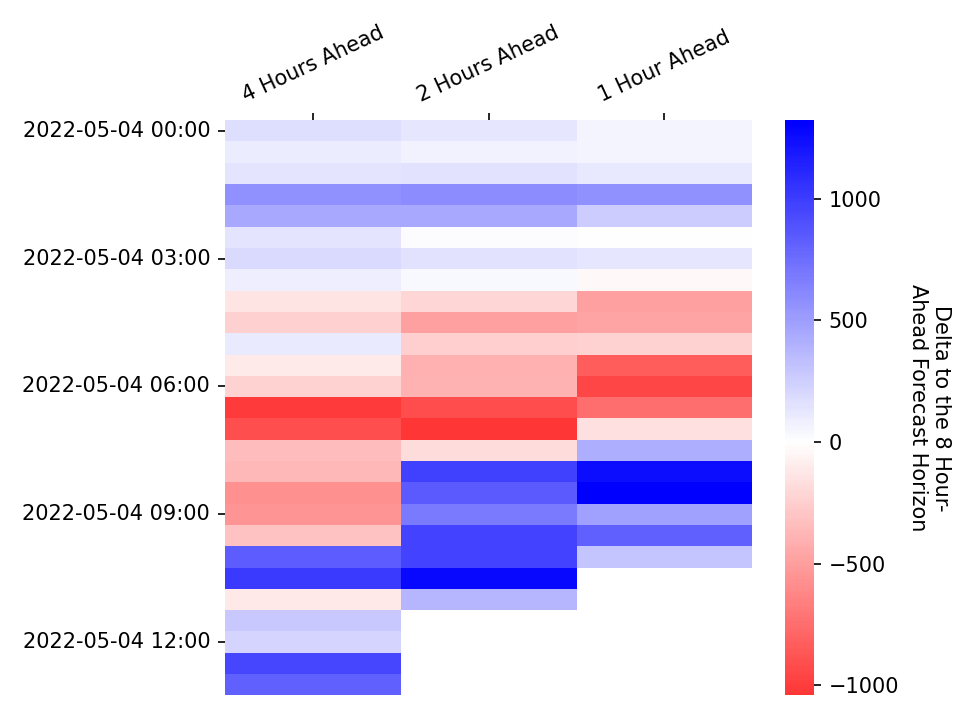 4 Hours Ahead
2 Hours Ahead
1 Hour Ahead
2022-05-04 00:00
2022-05-04 03:00
2022-05-04 06:00
2022-05-04 09:00
2022-05-04 12:00
1000
500
0
−500
−1000
Delta to the 8 Hour-
Ahead Forecast Horizon